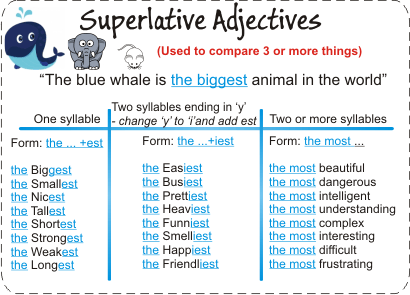 Superlative Adjectives
(Used to compare 3 or more things)
“The blue whale is the biggest animal in the world”
One syllable
Two syllables ending in ‘y’
- change ‘y’ to ‘i’and add est
Two or more syllables
Form: the ... +est
Form: the ...+iest
Form: the most ...
the Biggest
the Smallest
the Nicest
the Tallest
the Shortest
the Strongest
the Weakest
the Longest
the Easiest
the Busiest
the Prettiest
the Heaviest
the Funniest
the Smelliest
the Happiest
the Friendliest
the most beautiful
the most dangerous
the most intelligent
the most understanding
the most complex
the most interesting
the most difficult
the most frustrating